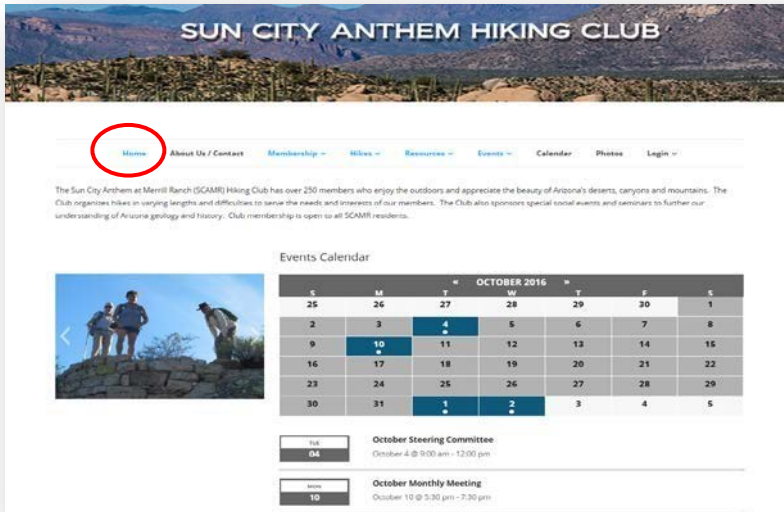 SUN CITY ANTHEM HIKING CLUB
Home About Us / Contact Membership Hikes Resources Events Calendar Photos Login
The Sun City Anthem at Merrill Ranch (SCAMR) Hiking Club has over 250 members who enjoy the outdoors and appreciate the beauty of Arizona's deserts, canyons and mountains. The
Club organizes hikes in varying lengths and difficulties to serve the needs and interests of our members. The Club also sponsors special social events and seminars to further our
understanding of Arizona geology and history. Club membership is open to all SCAMR residents.
Events Calendar
« OCTOBER 2016 »
S M T W T F S
25 26 27 28 29 30 1
2 3 4 5 6 7 8
9 10 11 12 13 14 15
16 17 18 19 20 21 22
23 24 25 26 27 28 29
30 31 1 2 3 4 5
Tue
04
October Steering Committee
October 4 @ 9:00 am - 12:00 pm
Mon
10
October Monthly Meeting
October 10 @ 5:30 pm - 7:30 pm